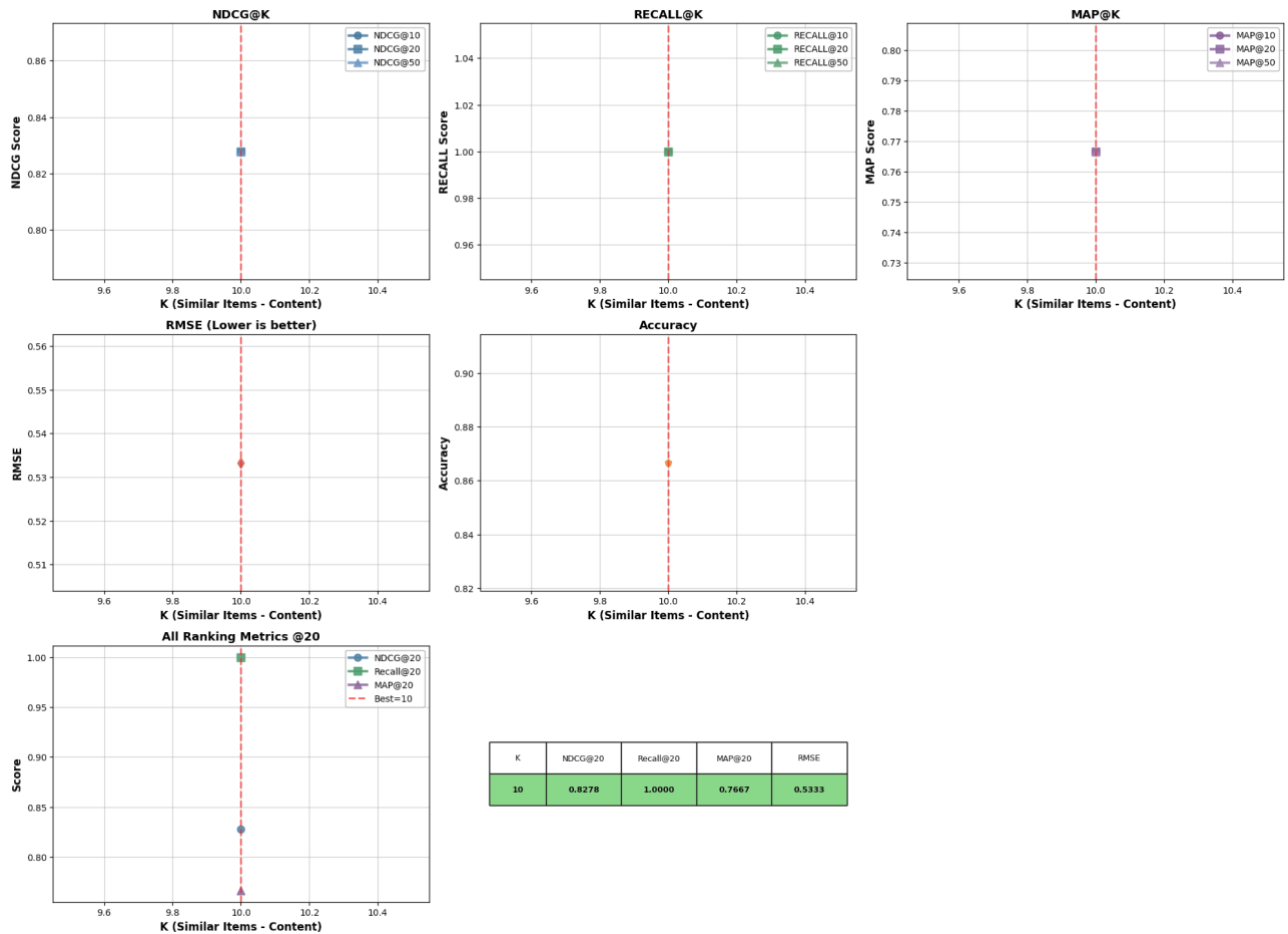 NDCG@K
NDCG Score
0.86
0.84
0.82
0.80
NDCG@10
NDCG@20
NDCG@50
9.6 9.8 10.0 10.2 10.4
K (Similar Items - Content)
RECALL@K
RECALL Score
1.04
1.02
1.00
0.98
0.96
RECALL@10
RECALL@20
RECALL@50
9.6 9.8 10.0 10.2 10.4
K (Similar Items - Content)
MAP@K
MAP Score
0.80
0.79
0.78
0.77
0.76
0.75
0.74
0.73
MAP@10
MAP@20
MAP@50
9.6 9.8 10.0 10.2 10.4
K (Similar Items - Content)
RMSE (Lower is better)
RMSE
0.56
0.55
0.54
0.53
0.52
0.51
9.6 9.8 10.0 10.2 10.4
K (Similar Items - Content)
Accuracy
Accuracy
0.90
0.88
0.86
0.84
0.82
9.6 9.8 10.0 10.2 10.4
K (Similar Items - Content)
All Ranking Metrics @20
Score
1.00
0.95
0.90
0.85
0.80
NDCG@20
Recall@20
MAP@20
Best=10
9.6 9.8 10.0 10.2 10.4
K (Similar Items - Content)
K NDCG@20 Recall@20 MAP@20 RMSE
10 0.8278 1.0000 0.7667 0.5333